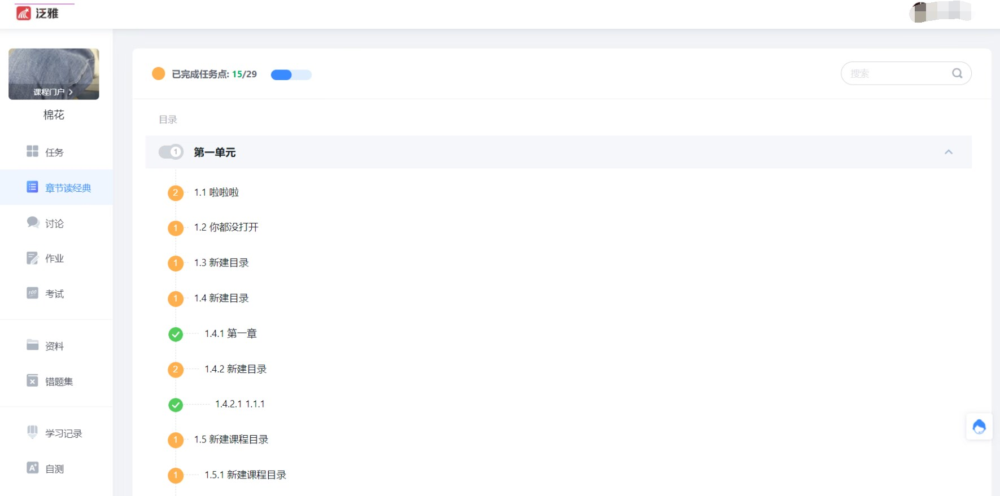 泛雅
课程门户 >
棉花
任务
章节读经典
讨论
作业
100
考试
资料
错题集
学习记录
A+
自测
已完成任务点: 15/29
搜索
目录
1 第一单元
2 1.1 啦啦啦
1 1.2 你都没打开
1 1.3 新建目录
1 1.4 新建目录
1.4.1 第一章
2 1.4.2 新建目录
1.4.2.1 1.1.1
1 1.5 新建课程目录
1 1.5.1 新建课程目录